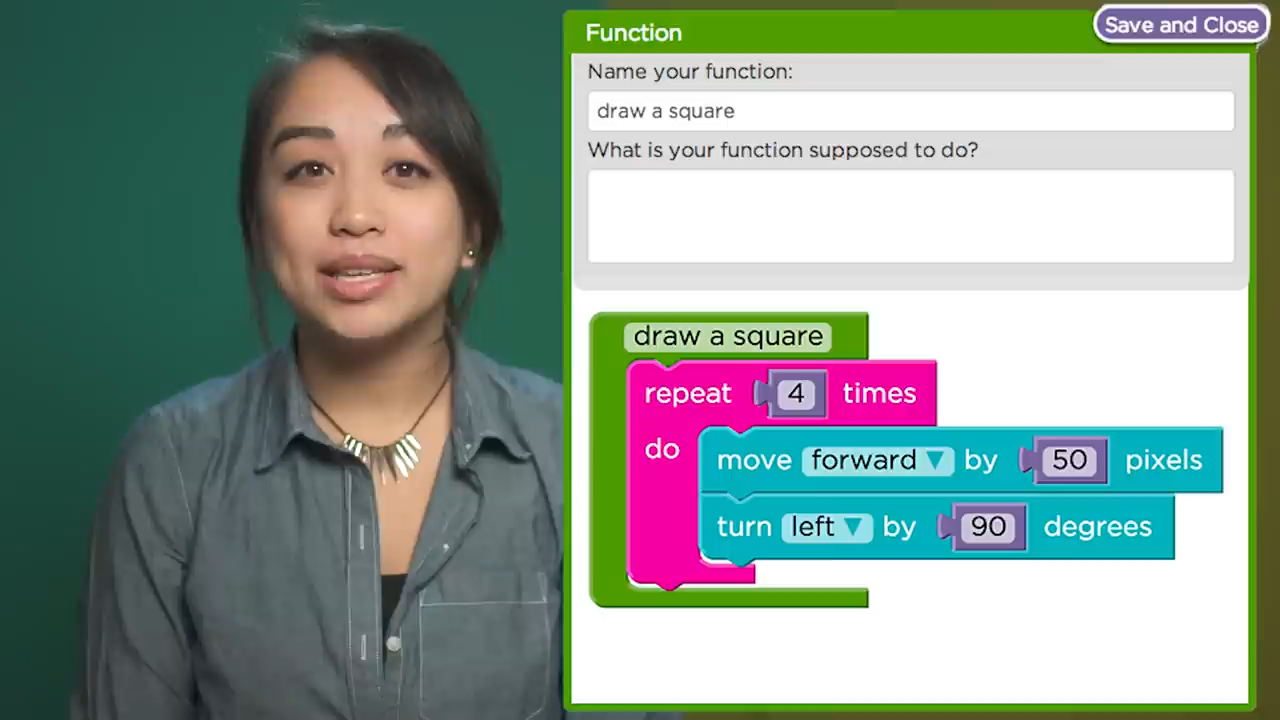 Function
Save and Close
Name your function:
draw a square
What is your function supposed to do?
draw a square
repeat 4 times
do
move forward by 50 pixels
turn left by 90 degrees